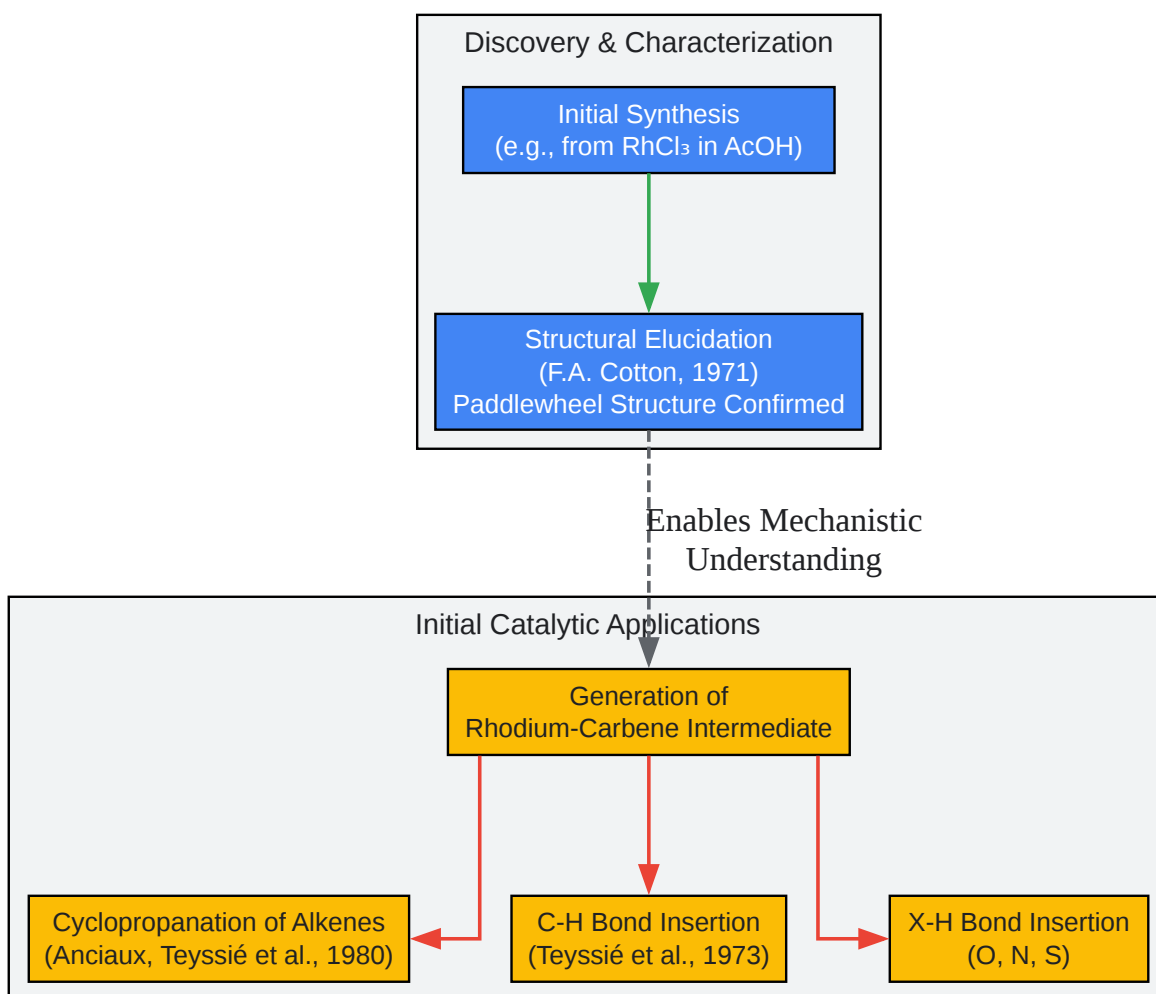 Discovery & Characterization
Initial Synthesis
(e.g., from RhCl₃ in AcOH)
Structural Elucidation
(F.A. Cotton, 1971)
Paddlewheel Structure Confirmed
Enables Mechanistic
Understanding
Initial Catalytic Applications
Generation of
Rhodium-Carbene Intermediate
Cyclopropanation of Alkenes
(Anciaux, Teyssié et al., 1980)
C-H Bond Insertion
(Teyssié et al., 1973)
X-H Bond Insertion
(O, N, S)